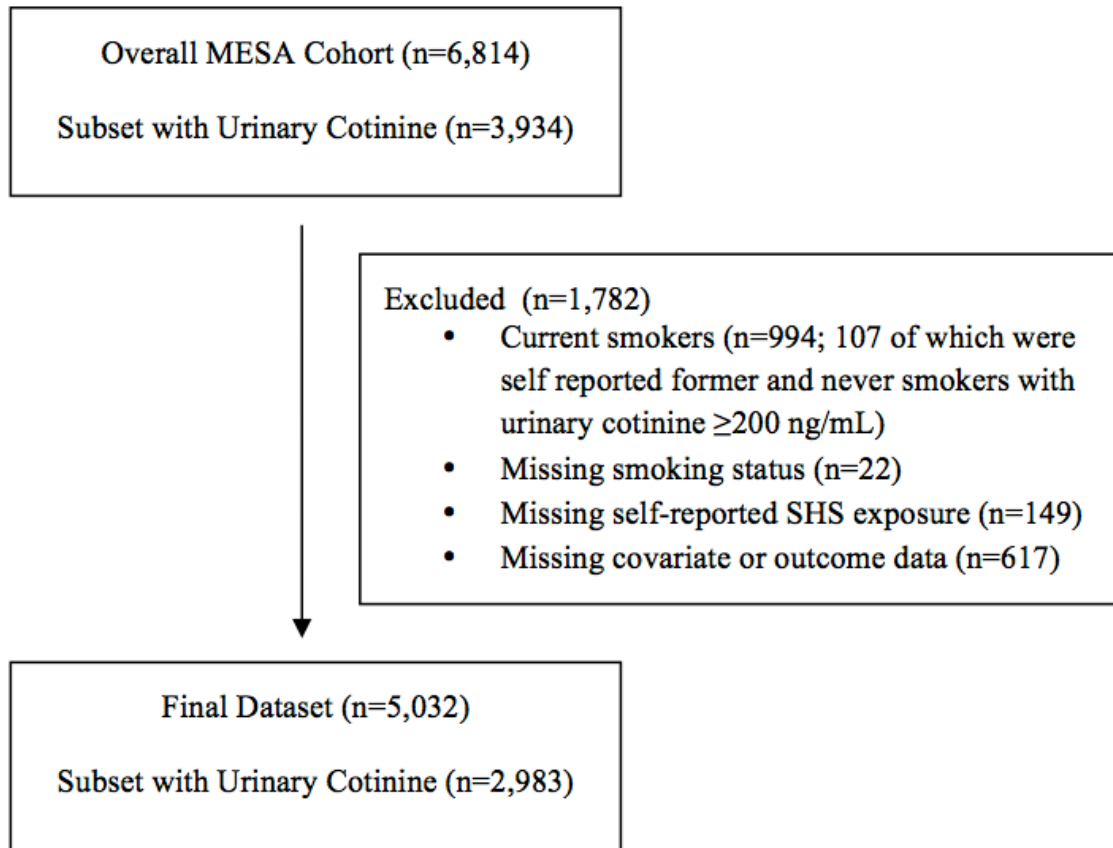 Overall MESA Cohort (n=6,814)
Subset with Urinary Cotinine (n=3,934)
Excluded  (n=1,782)
• Current smokers (n=994; 107 of which were
self reported former and never smokers with
urinary cotinine ≥200 ng/mL)
• Missing smoking status (n=22)
• Missing self-reported SHS exposure (n=149)
• Missing covariate or outcome data (n=617)
Final Dataset (n=5,032)
Subset with Urinary Cotinine (n=2,983)